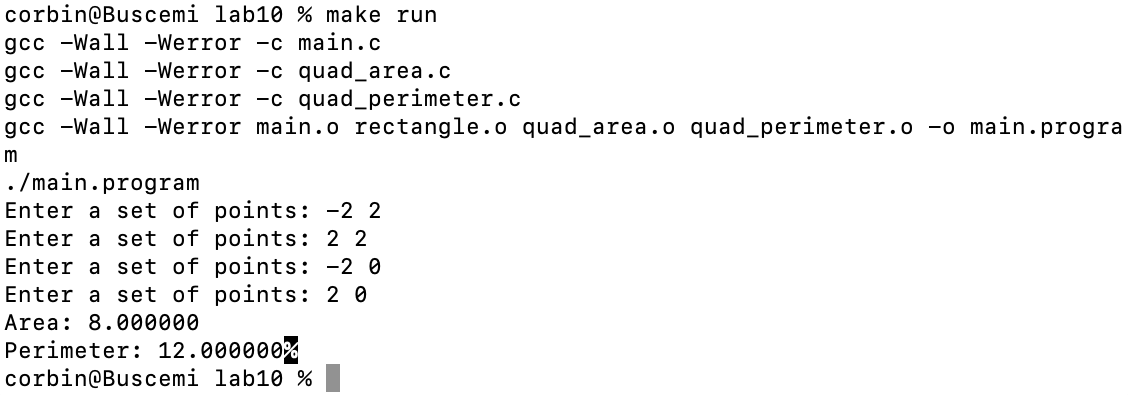 corbin@Buscemi lab10 % make run
gcc -Wall -Werror -c main.c
gcc -Wall -Werror -c quad_area.c
gcc -Wall -Werror -c quad_perimeter.c
gcc -Wall -Werror main.o rectangle.o quad_area.o quad_perimeter.o -o main.progra
m
./main.program
Enter a set of points: -2 2
Enter a set of points: 2 2
Enter a set of points: -2 0
Enter a set of points: 2 0
Area: 8.000000
Perimeter: 12.000000%
corbin@Buscemi lab10 %